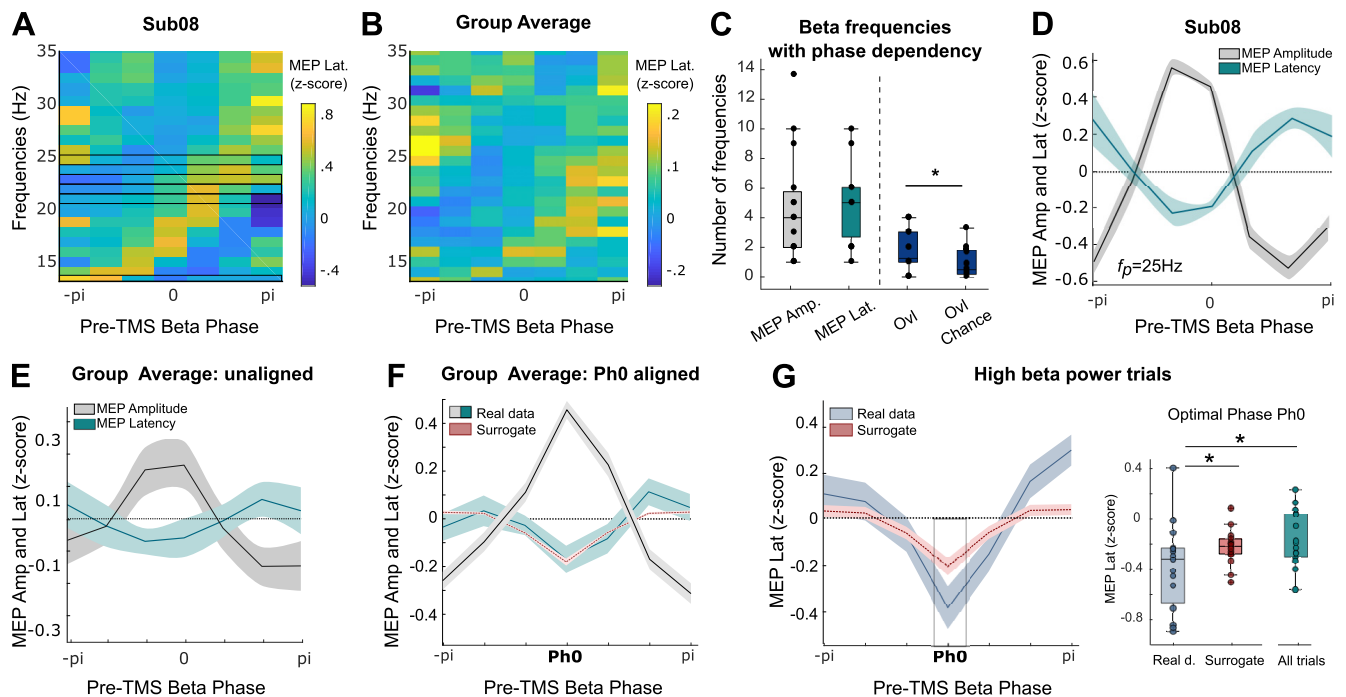 A
Sub08
Frequencies (Hz)
35
30
25
20
15
-pi
0
pi
Pre-TMS Beta Phase
MEP Lat.
(z-score)
.8
.4
0
-.4
B
Group Average
Frequencies (Hz)
35
30
25
20
15
-pi
0
pi
Pre-TMS Beta Phase
MEP Lat.
(z-score)
.2
.1
0
-.2
C
Beta frequencies
with phase dependency
Number of frequencies
14
12
10
8
6
4
2
0
*
MEP Amp.
MEP Lat.
Ovl
Ovl
Chance
D
Sub08
MEP Amplitude
MEP Latency
MEP Amp and Lat (z-score)
0.6
0.4
0.2
0
-0.2
-0.4
-0.6
fp=25Hz
-pi
0
pi
Pre-TMS Beta Phase
E
Group Average: unaligned
MEP Amplitude
MEP Latency
MEP Amp and Lat (z-score)
0.3
0.1
-0.1
-0.3
-pi
0
pi
Pre-TMS Beta Phase
F
Group Average: Ph0 aligned
Real data
Surrogate
MEP Amp and Lat (z-score)
0.4
0.2
0
-0.2
-0.4
-pi
Ph0
pi
Pre-TMS Beta Phase
G
High beta power trials
Real data
Surrogate
MEP Lat (z-score)
0.4
0.2
0
-0.2
-0.4
-pi
Ph0
pi
Pre-TMS Beta Phase
Optimal Phase Ph0
*
*
MEP Lat (z-score)
0.4
0
-0.4
-0.8
Real d.
Surrogate
All trials